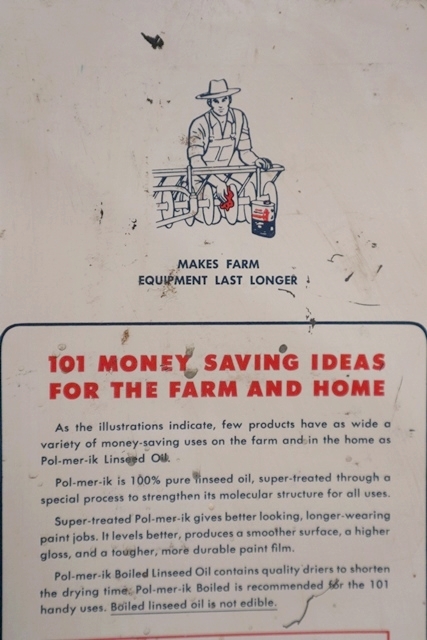 MAKES FARM
EQUIPMENT LAST LONGER
101 MONEY SAVING IDEAS
FOR THE FARM AND HOME
As the illustrations indicate, few products have as wide a
variety of money-saving uses on the farm and in the home as
Pol-mer-ik Linseed Oil.
Pol-mer-ik is 100% pure linseed oil, super-treated through a
special process to strengthen its molecular structure for all uses.
Super-treated Pol-mer-ik gives better looking, longer-wearing
paint jobs. It levels better, produces a smoother surface, a higher
gloss, and a tougher, more durable paint film.
Pol-mer-ik Boiled Linseed Oil contains quality driers to shorten
the drying time. Pol-mer-ik Boiled is recommended for the 101
handy uses. Boiled linseed oil is not edible.